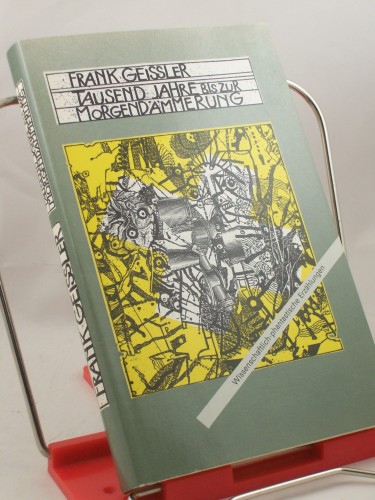 FRANK GEISSLER
TAUSEND JAHRE BIS ZUR
MORGENDÄMMERUNG
Wissenschaftlich-phantastische Erzählungen
FRANK GEISSLER